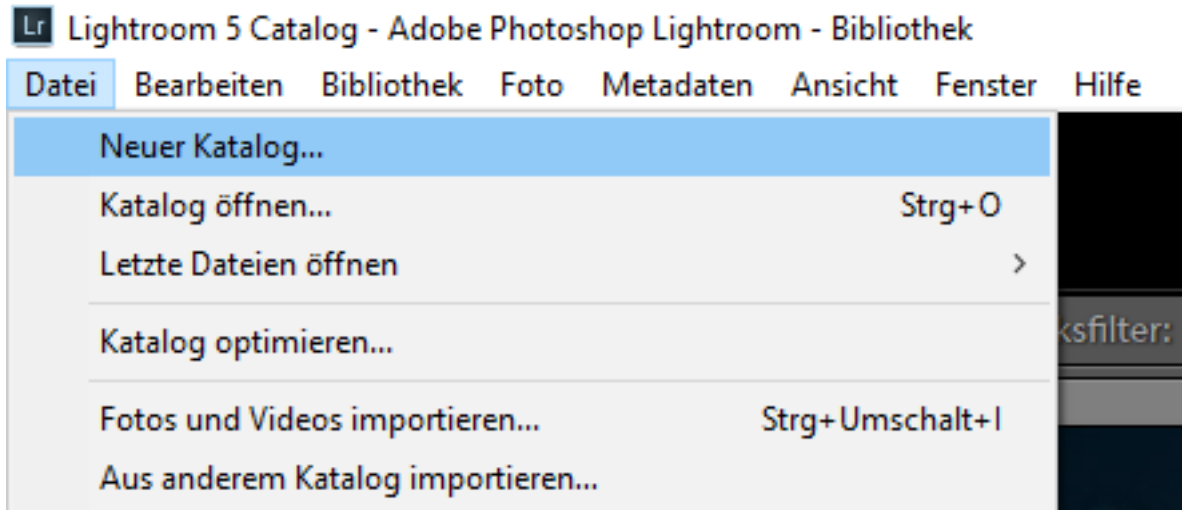 Lr Lightroom 5 Catalog - Adobe Photoshop Lightroom - Bibliothek
Datei Bearbeiten Bibliothek Foto Metadaten Ansicht Fenster Hilfe
Neuer Katalog...
Katalog öffnen... Strg+O
Letzte Dateien öffnen >
Katalog optimieren...
ksfilter:
Fotos und Videos importieren... Strg+Umschalt+I
Aus anderem Katalog importieren...